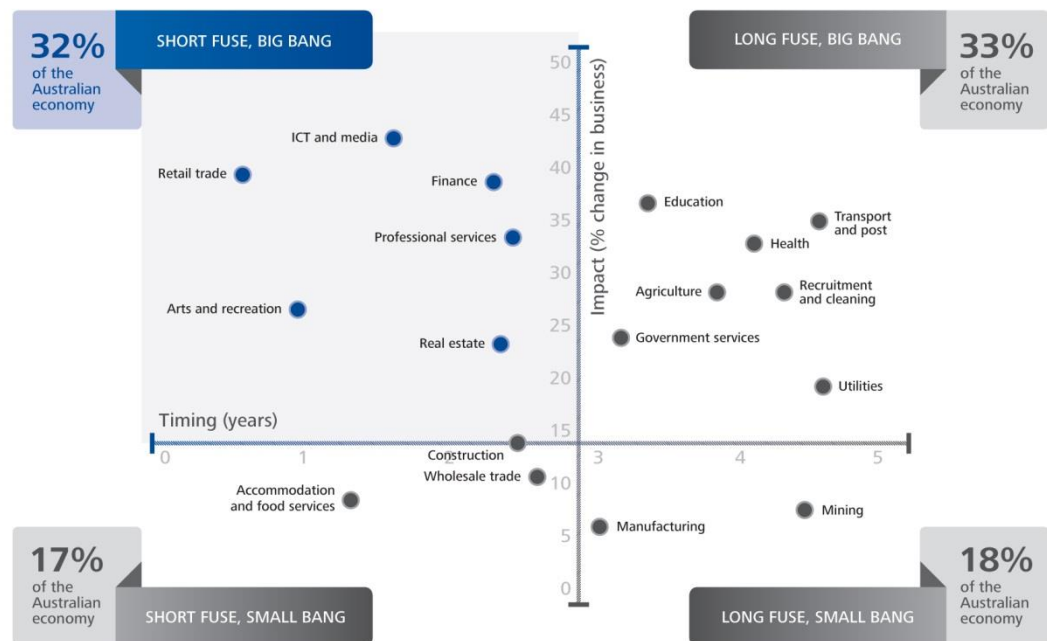 32%
of the
Australian
economy
SHORT FUSE, BIG BANG
LONG FUSE, BIG BANG
33%
of the
Australian
economy
Impact (% change in business)
50
45
40
35
30
25
20
15
10
5
0
ICT and media
Retail trade
Finance
Professional services
Arts and recreation
Real estate
Education
Transport
and post
Health
Agriculture
Recruitment
and cleaning
Government services
Utilities
Timing (years)
0
1
2
3
4
5
Construction
Wholesale trade
Accommodation
and food services
Manufacturing
Mining
17%
of the
Australian
economy
SHORT FUSE, SMALL BANG
LONG FUSE, SMALL BANG
18%
of the
Australian
economy